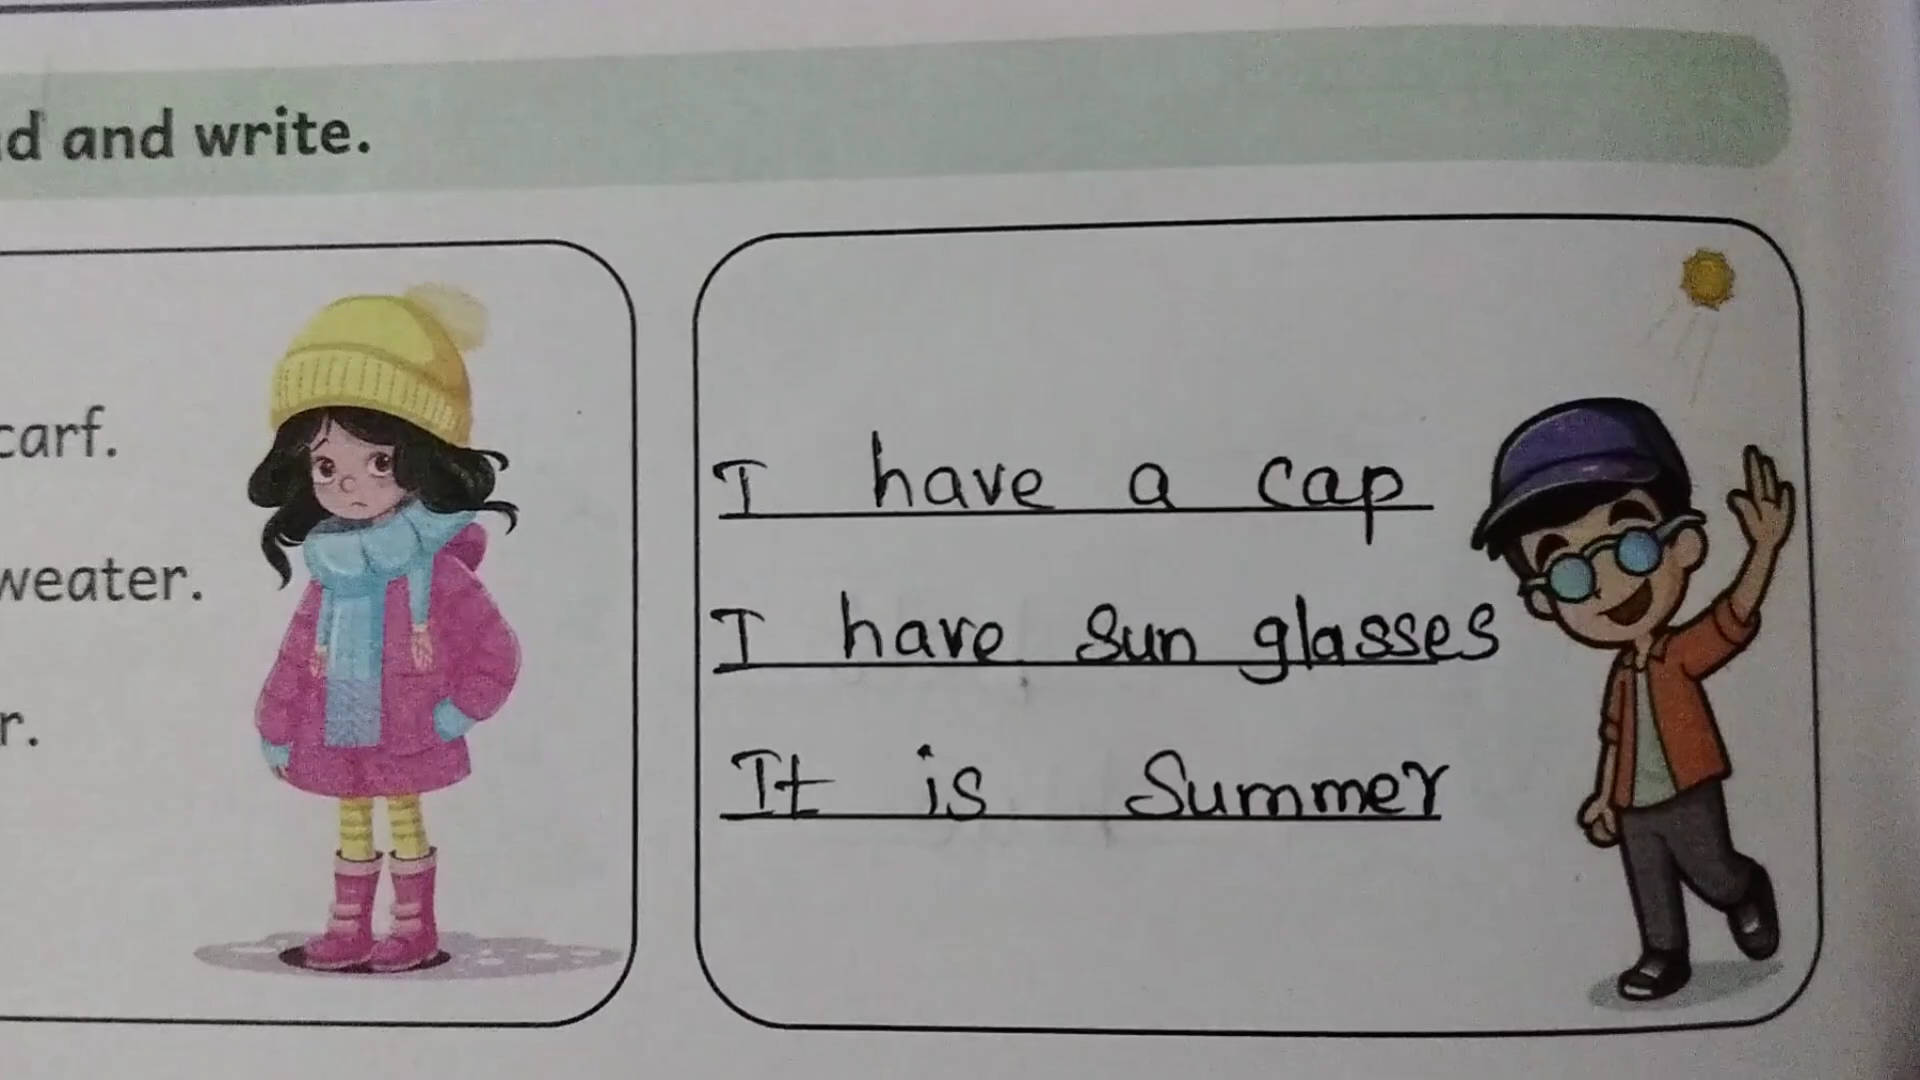 d and write.
carf.
weater.
r.
I have a cap
I have sun glasses
It is Summer